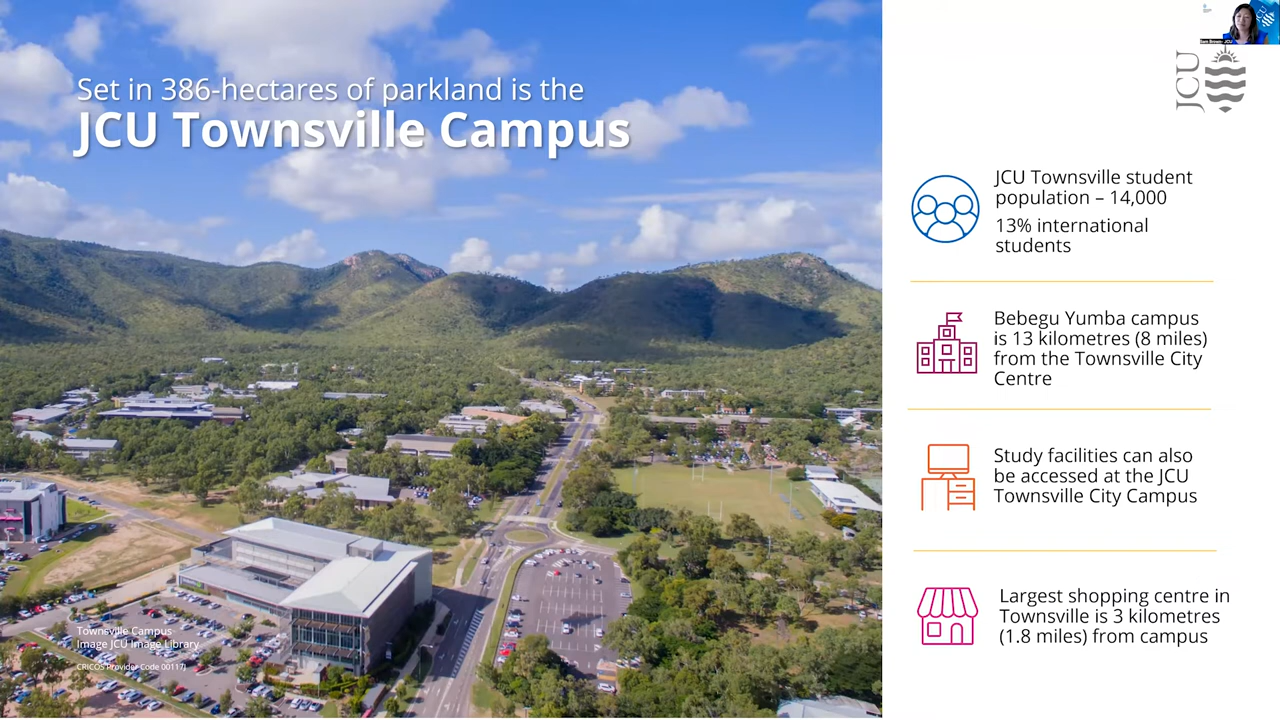 Set in 386-hectares of parkland is the
JCU Townsville Campus
JCU
JCU Townsville student
population – 14,000
13% international
students
Bebegu Yumba campus
is 13 kilometres (8 miles)
from the Townsville City
Centre
Study facilities can also
be accessed at the JCU
Townsville City Campus
Largest shopping centre in
Townsville is 3 kilometres
(1.8 miles) from campus
Townsville Campus
Image JCU Image Library
CRICOS Provider Code 00117J